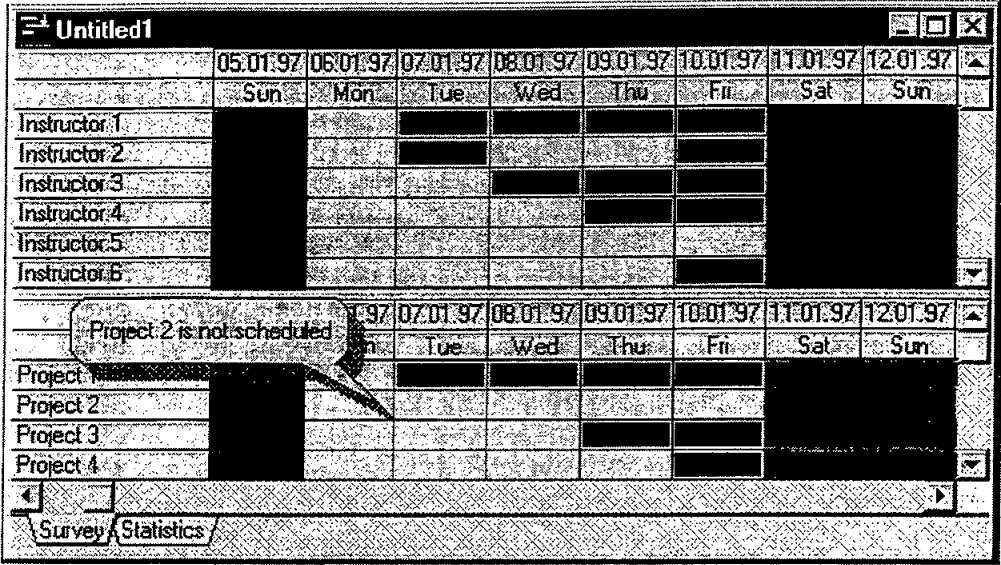 Untitled1
05.01.97 06.01.97 07.01.97 08.01.97 09.01.97 10.01.97 11.01.97 12.01.97
Sun Mon Tue Wed Thu Fri Sat Sun
Instructor 1
Instructor 2
Instructor 3
Instructor 4
Instructor 5
Instructor 6
1.97 07.01.97 08.01.97 09.01.97 10.01.97 11.01.97 12.01.97
Project 2 is not scheduled
n Tue Wed Thu Fri Sat Sun
Project 1
Project 2
Project 3
Project 4
Survey Statistics